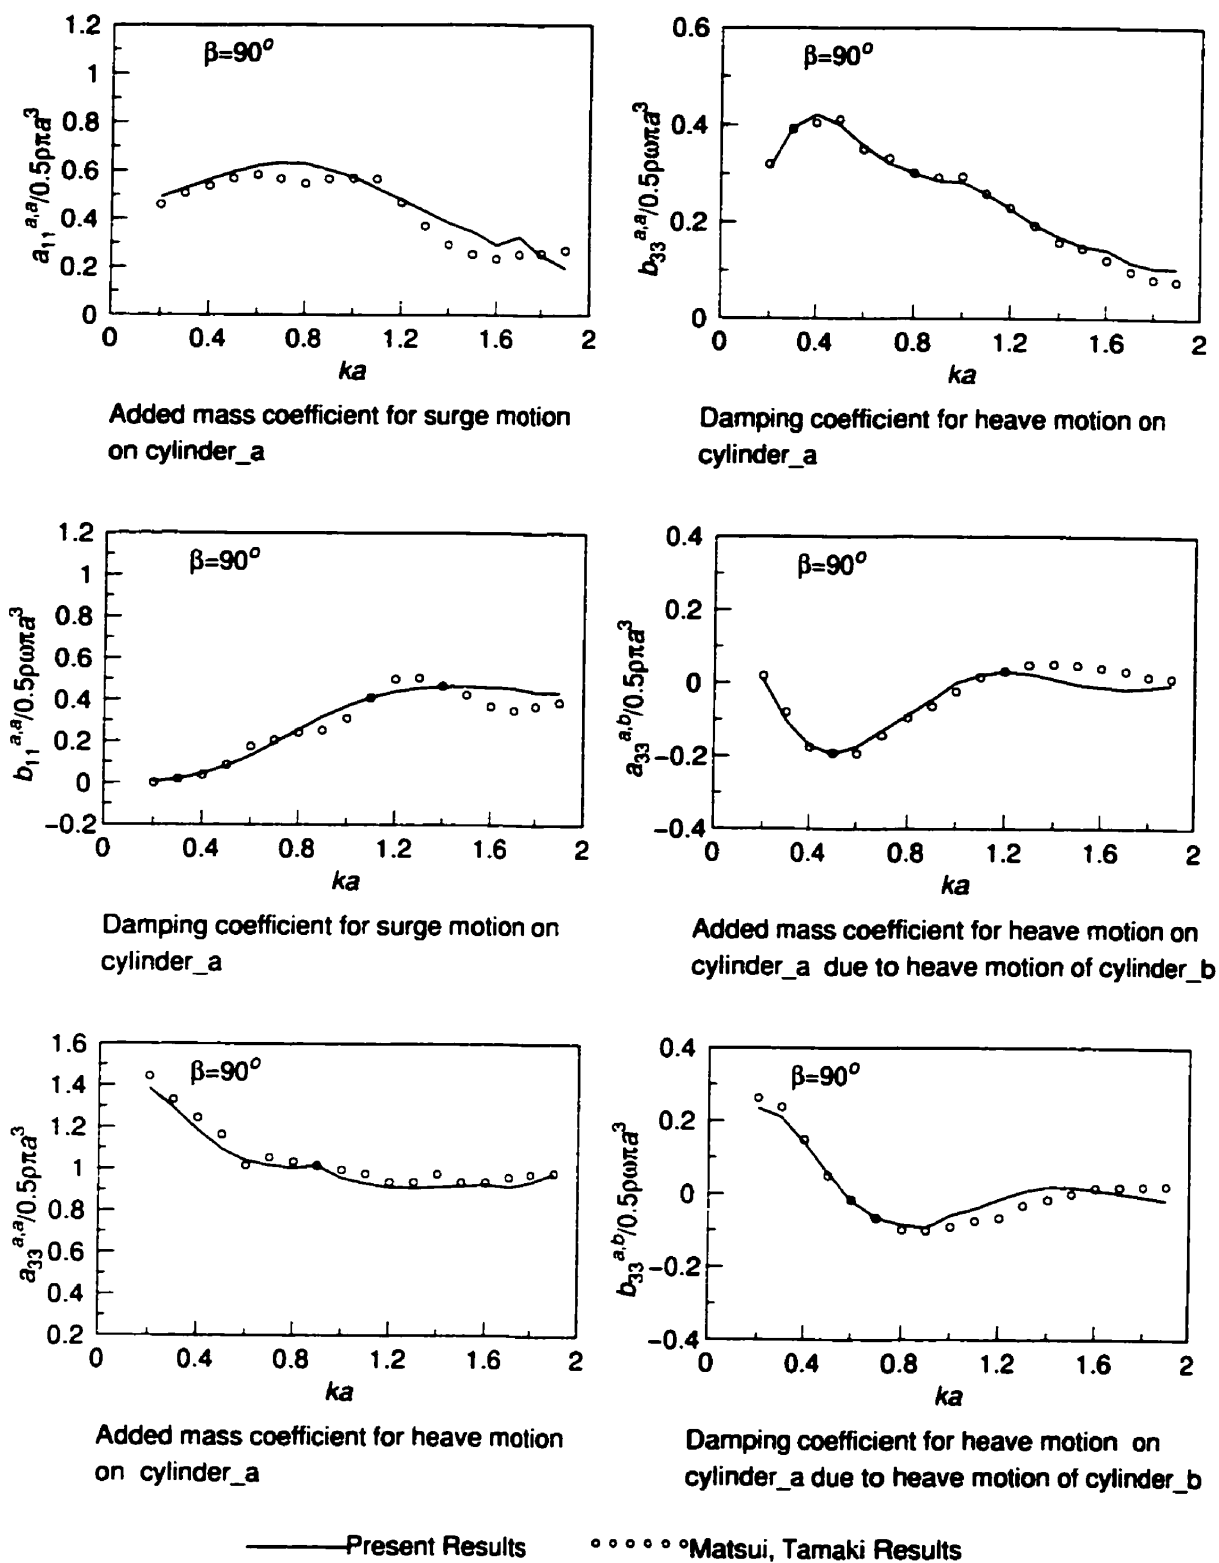 1.2
1
0.8
0.6
0.4
0.2
0
β=90°
a₁₁ᵃ,ᵃ/0.5ρπa³
0 0.4 0.8 1.2 1.6 2
ka
Added mass coefficient for surge motion
on cylinder_a
0.6
0.4
0.2
0
β=90°
b₃₃ᵃ,ᵃ/0.5ρωπa³
0 0.4 0.8 1.2 1.6 2
ka
Damping coefficient for heave motion on
cylinder_a
1.2
1
0.8
0.6
0.4
0.2
0
−0.2
β=90°
b₁₁ᵃ,ᵃ/0.5ρωπa³
0 0.4 0.8 1.2 1.6 2
ka
Damping coefficient for surge motion on
cylinder_a
0.4
0.2
0
−0.2
−0.4
β=90°
a₃₃ᵃ,ᵇ/0.5ρπa³
0 0.4 0.8 1.2 1.6 2
ka
Added mass coefficient for heave motion on
cylinder_a due to heave motion of cylinder_b
1.6
1.4
1.2
1
0.8
0.6
0.4
0.2
β=90°
a₃₃ᵃ,ᵃ/0.5ρπa³
0 0.4 0.8 1.2 1.6 2
ka
Added mass coefficient for heave motion
on cylinder_a
0.4
0.2
0
−0.2
−0.4
β=90°
b₃₃ᵃ,ᵇ/0.5ρωπa³
0 0.4 0.8 1.2 1.6 2
ka
Damping coefficient for heave motion on
cylinder_a due to heave motion of cylinder_b
Present Results
Matsui, Tamaki Results